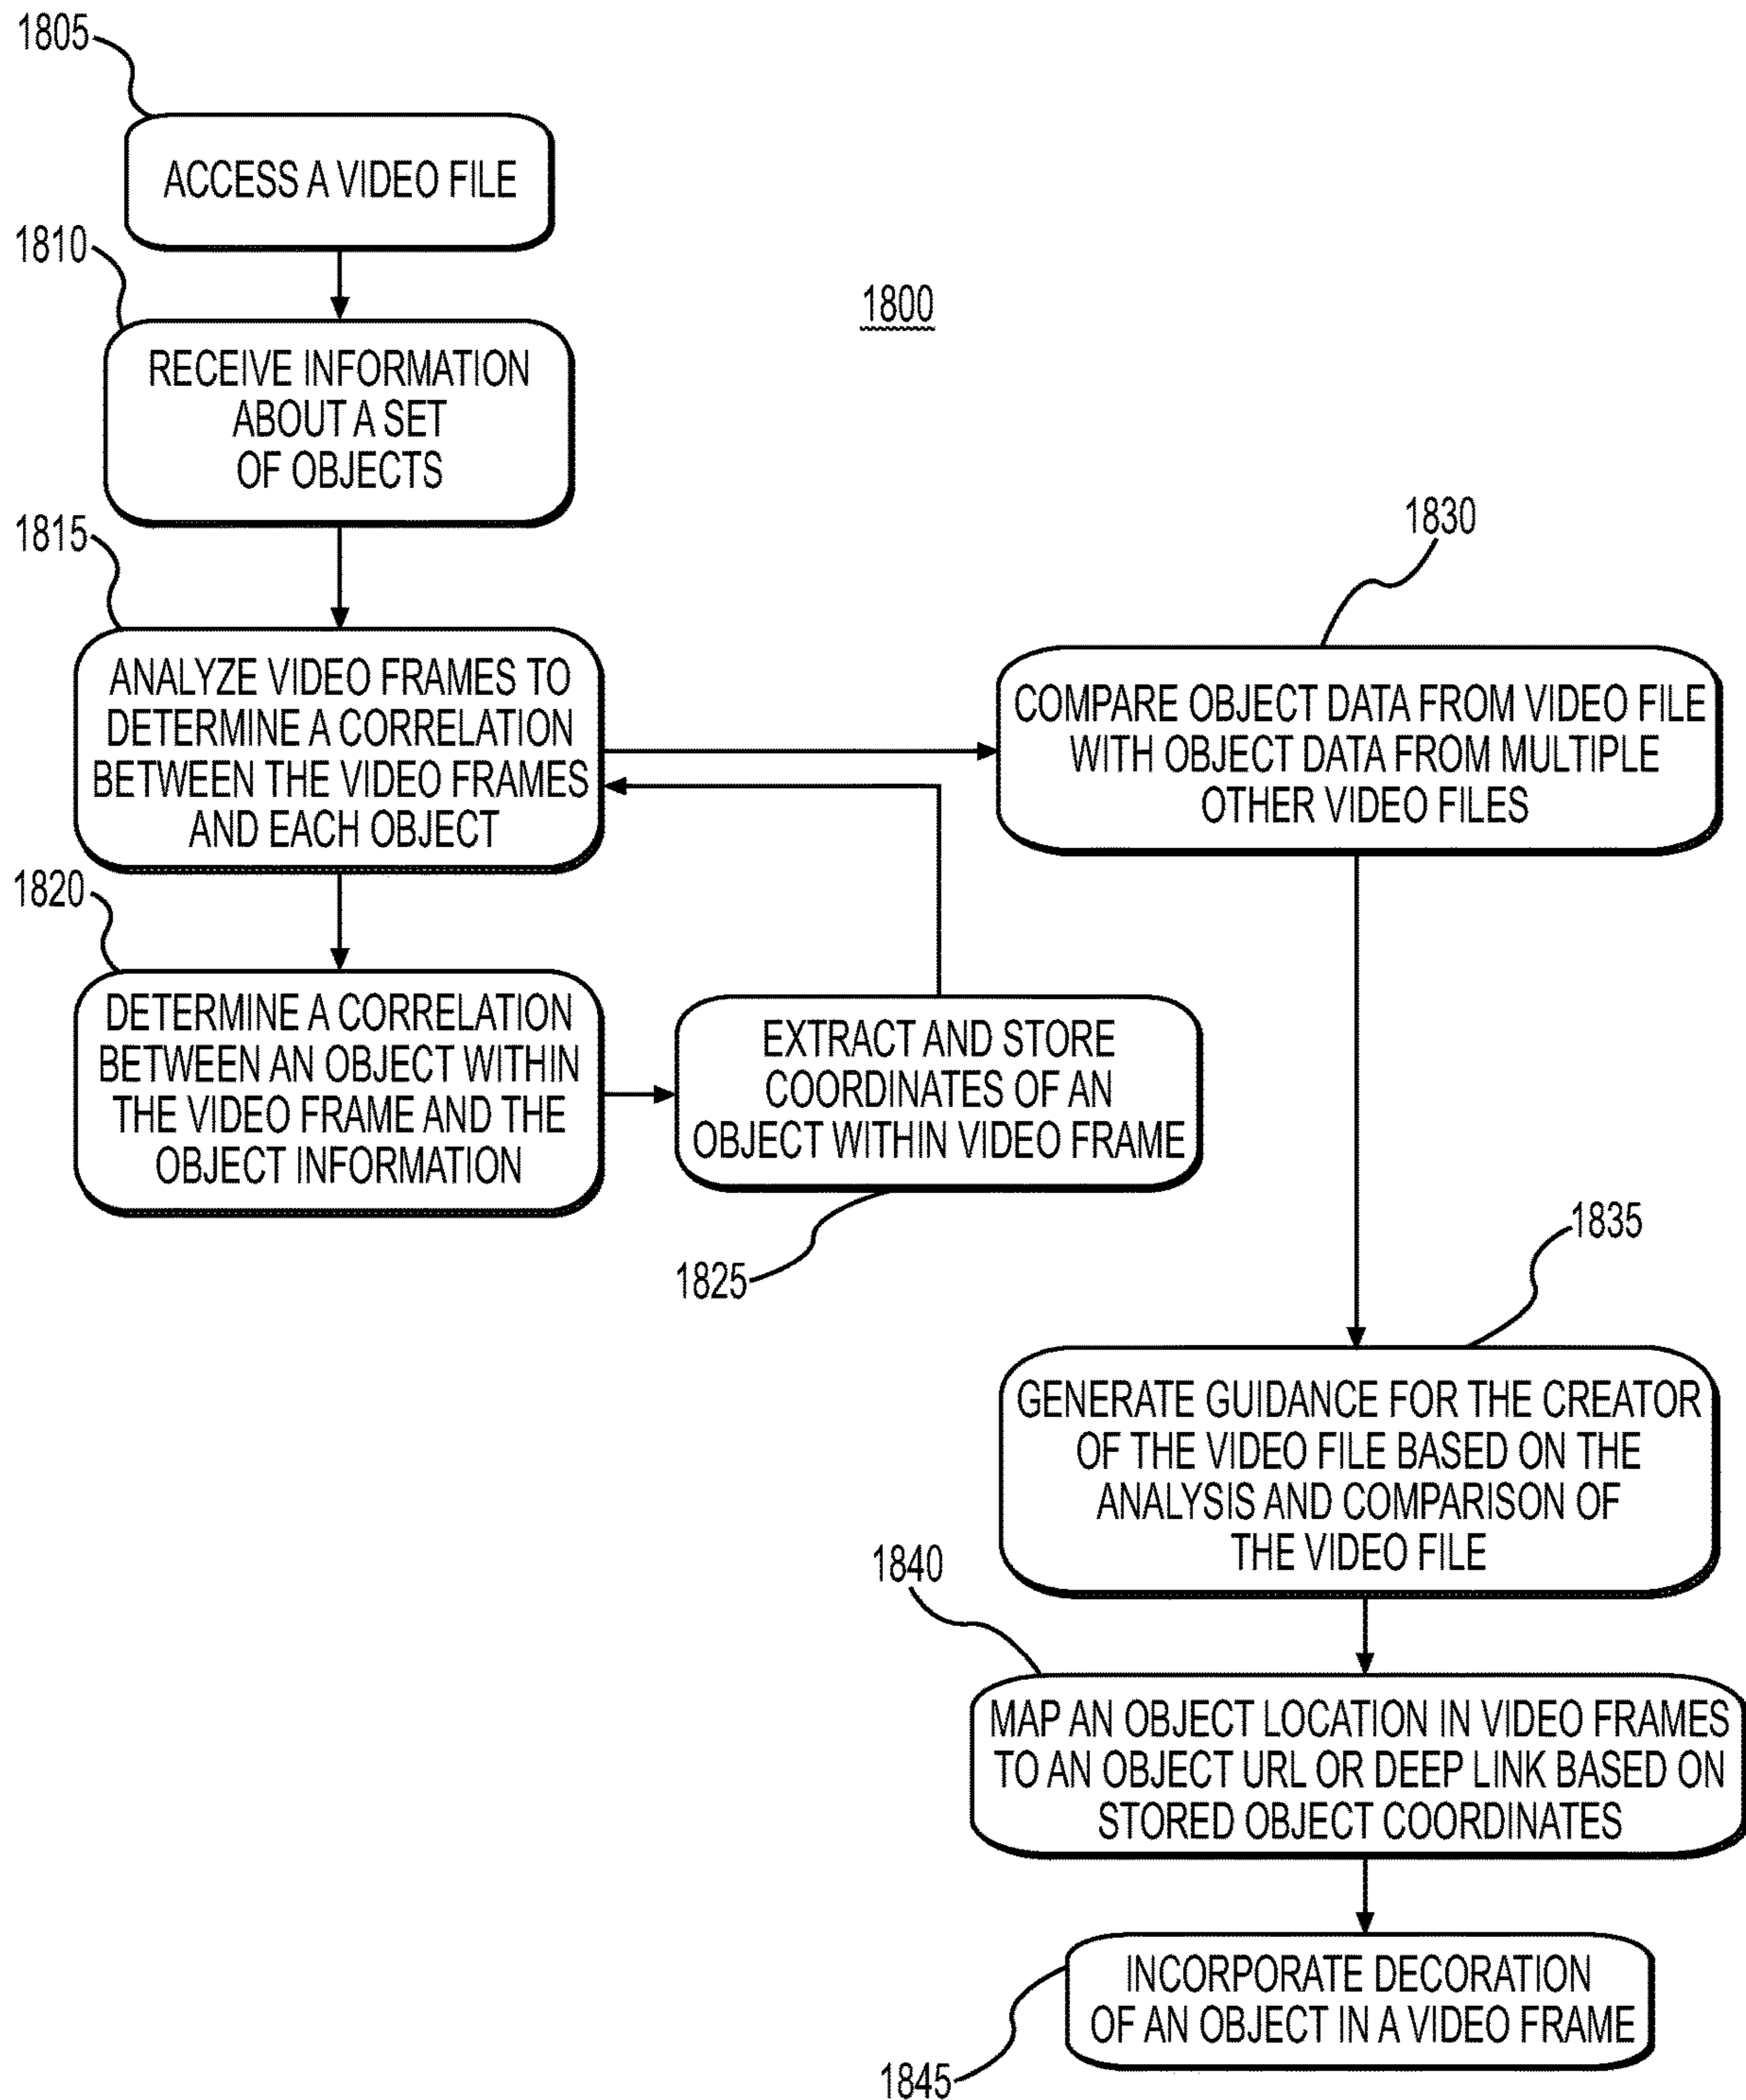 1805
ACCESS A VIDEO FILE
1810
1800
RECEIVE INFORMATION
ABOUT A SET
OF OBJECTS
1815
ANALYZE VIDEO FRAMES TO
DETERMINE A CORRELATION
BETWEEN THE VIDEO FRAMES
AND EACH OBJECT
1830
COMPARE OBJECT DATA FROM VIDEO FILE
WITH OBJECT DATA FROM MULTIPLE
OTHER VIDEO FILES
1820
DETERMINE A CORRELATION
BETWEEN AN OBJECT WITHIN
THE VIDEO FRAME AND THE
OBJECT INFORMATION
EXTRACT AND STORE
COORDINATES OF AN
OBJECT WITHIN VIDEO FRAME
1825
1835
GENERATE GUIDANCE FOR THE CREATOR
OF THE VIDEO FILE BASED ON THE
ANALYSIS AND COMPARISON OF
THE VIDEO FILE
1840
MAP AN OBJECT LOCATION IN VIDEO FRAMES
TO AN OBJECT URL OR DEEP LINK BASED ON
STORED OBJECT COORDINATES
INCORPORATE DECORATION
OF AN OBJECT IN A VIDEO FRAME
1845